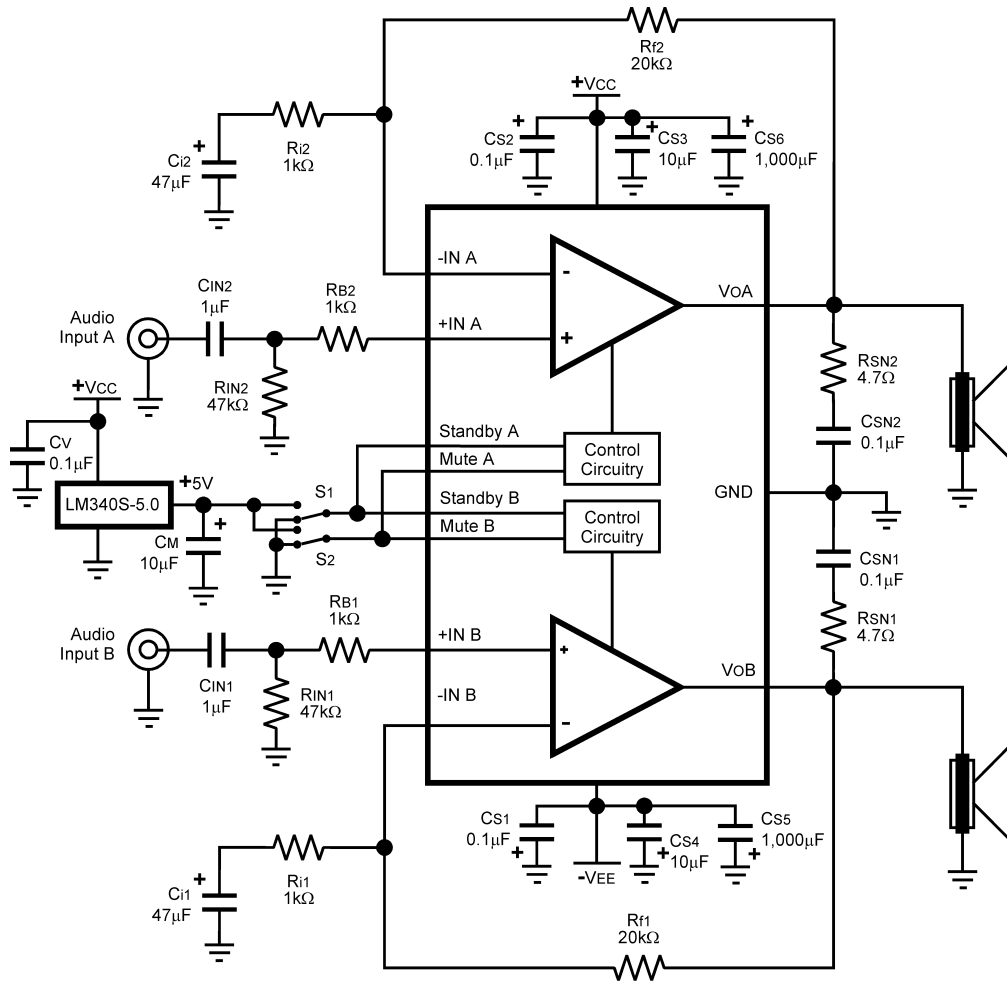 Rf2
20kΩ
+VCC
Ri2
1kΩ
Ci2
47µF
CS2
0.1µF
CS3
10µF
CS6
1,000µF
-IN A
-
CIN2
1µF
RB2
1kΩ
Audio
Input A
+IN A
+
VOA
RIN2
47kΩ
RSN2
4.7Ω
+VCC
CV
0.1µF
CSN2
0.1µF
Standby A
Mute A
Control
Circuitry
LM340S-5.0
+5V
S1
Standby B
Mute B
Control
Circuitry
GND
CM
10µF
S2
CSN1
0.1µF
RB1
1kΩ
RSN1
4.7Ω
Audio
Input B
+IN B
+
CIN1
1µF
RIN1
47kΩ
-IN B
-
VOB
CS1
0.1µF
CS4
10µF
CS5
1,000µF
-VEE
Ri1
1kΩ
Ci1
47µF
Rf1
20kΩ